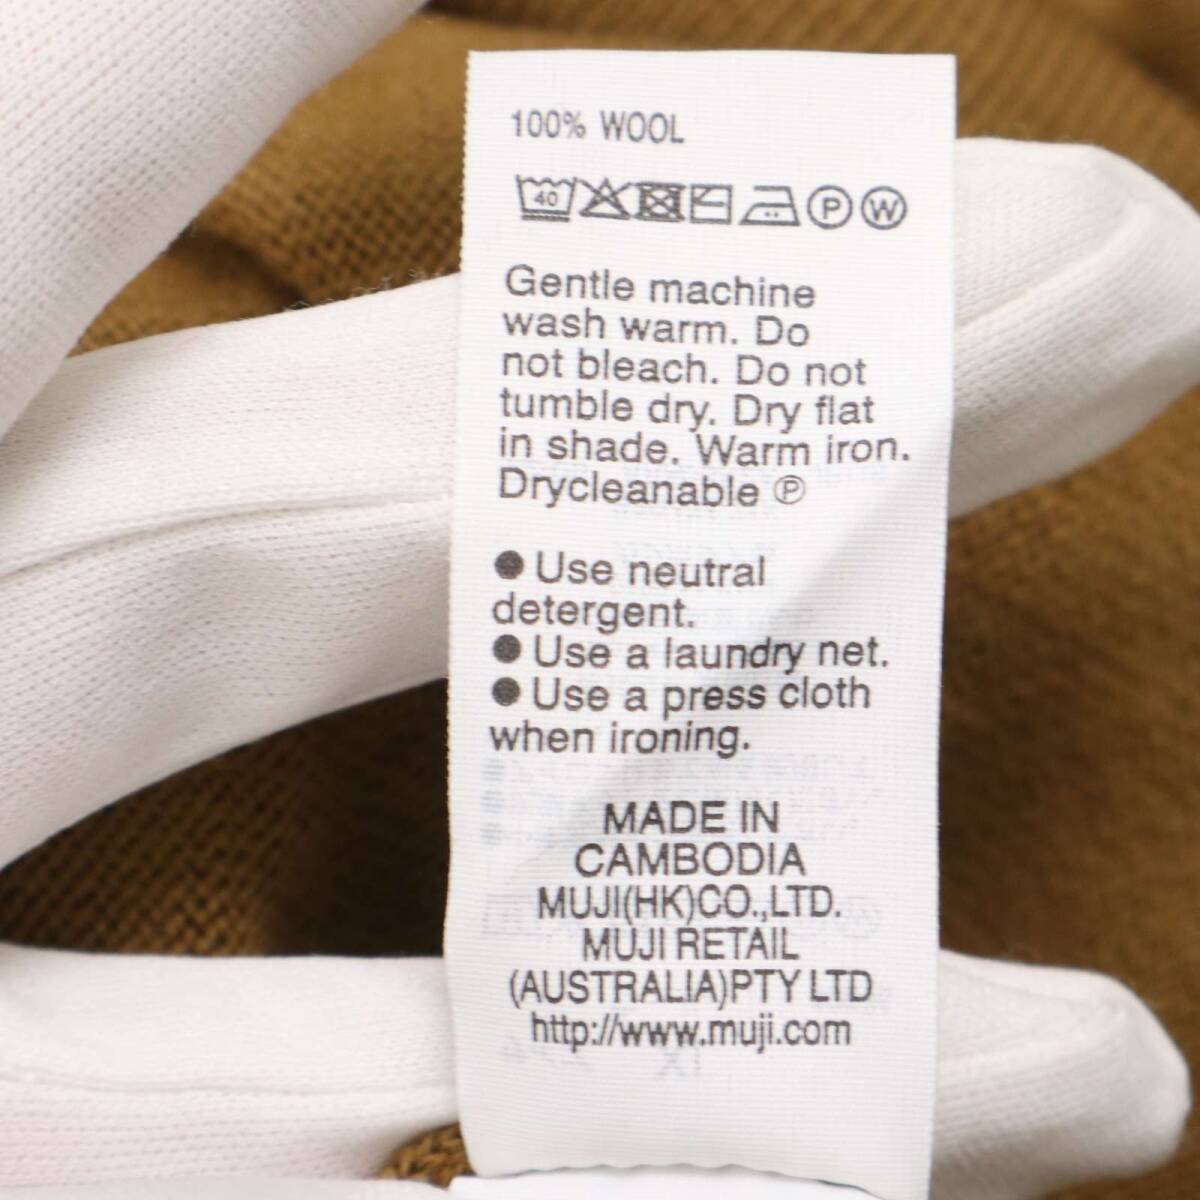 100% WOOL
40 P W
Gentle machine
wash warm. Do
not bleach. Do not
tumble dry. Dry flat
in shade. Warm iron.
Drycleanable Ⓟ
● Use neutral
detergent.
● Use a laundry net.
● Use a press cloth
when ironing.
MADE IN
CAMBODIA
MUJI(HK)CO.,LTD.
MUJI RETAIL
(AUSTRALIA)PTY LTD
http://www.muji.com